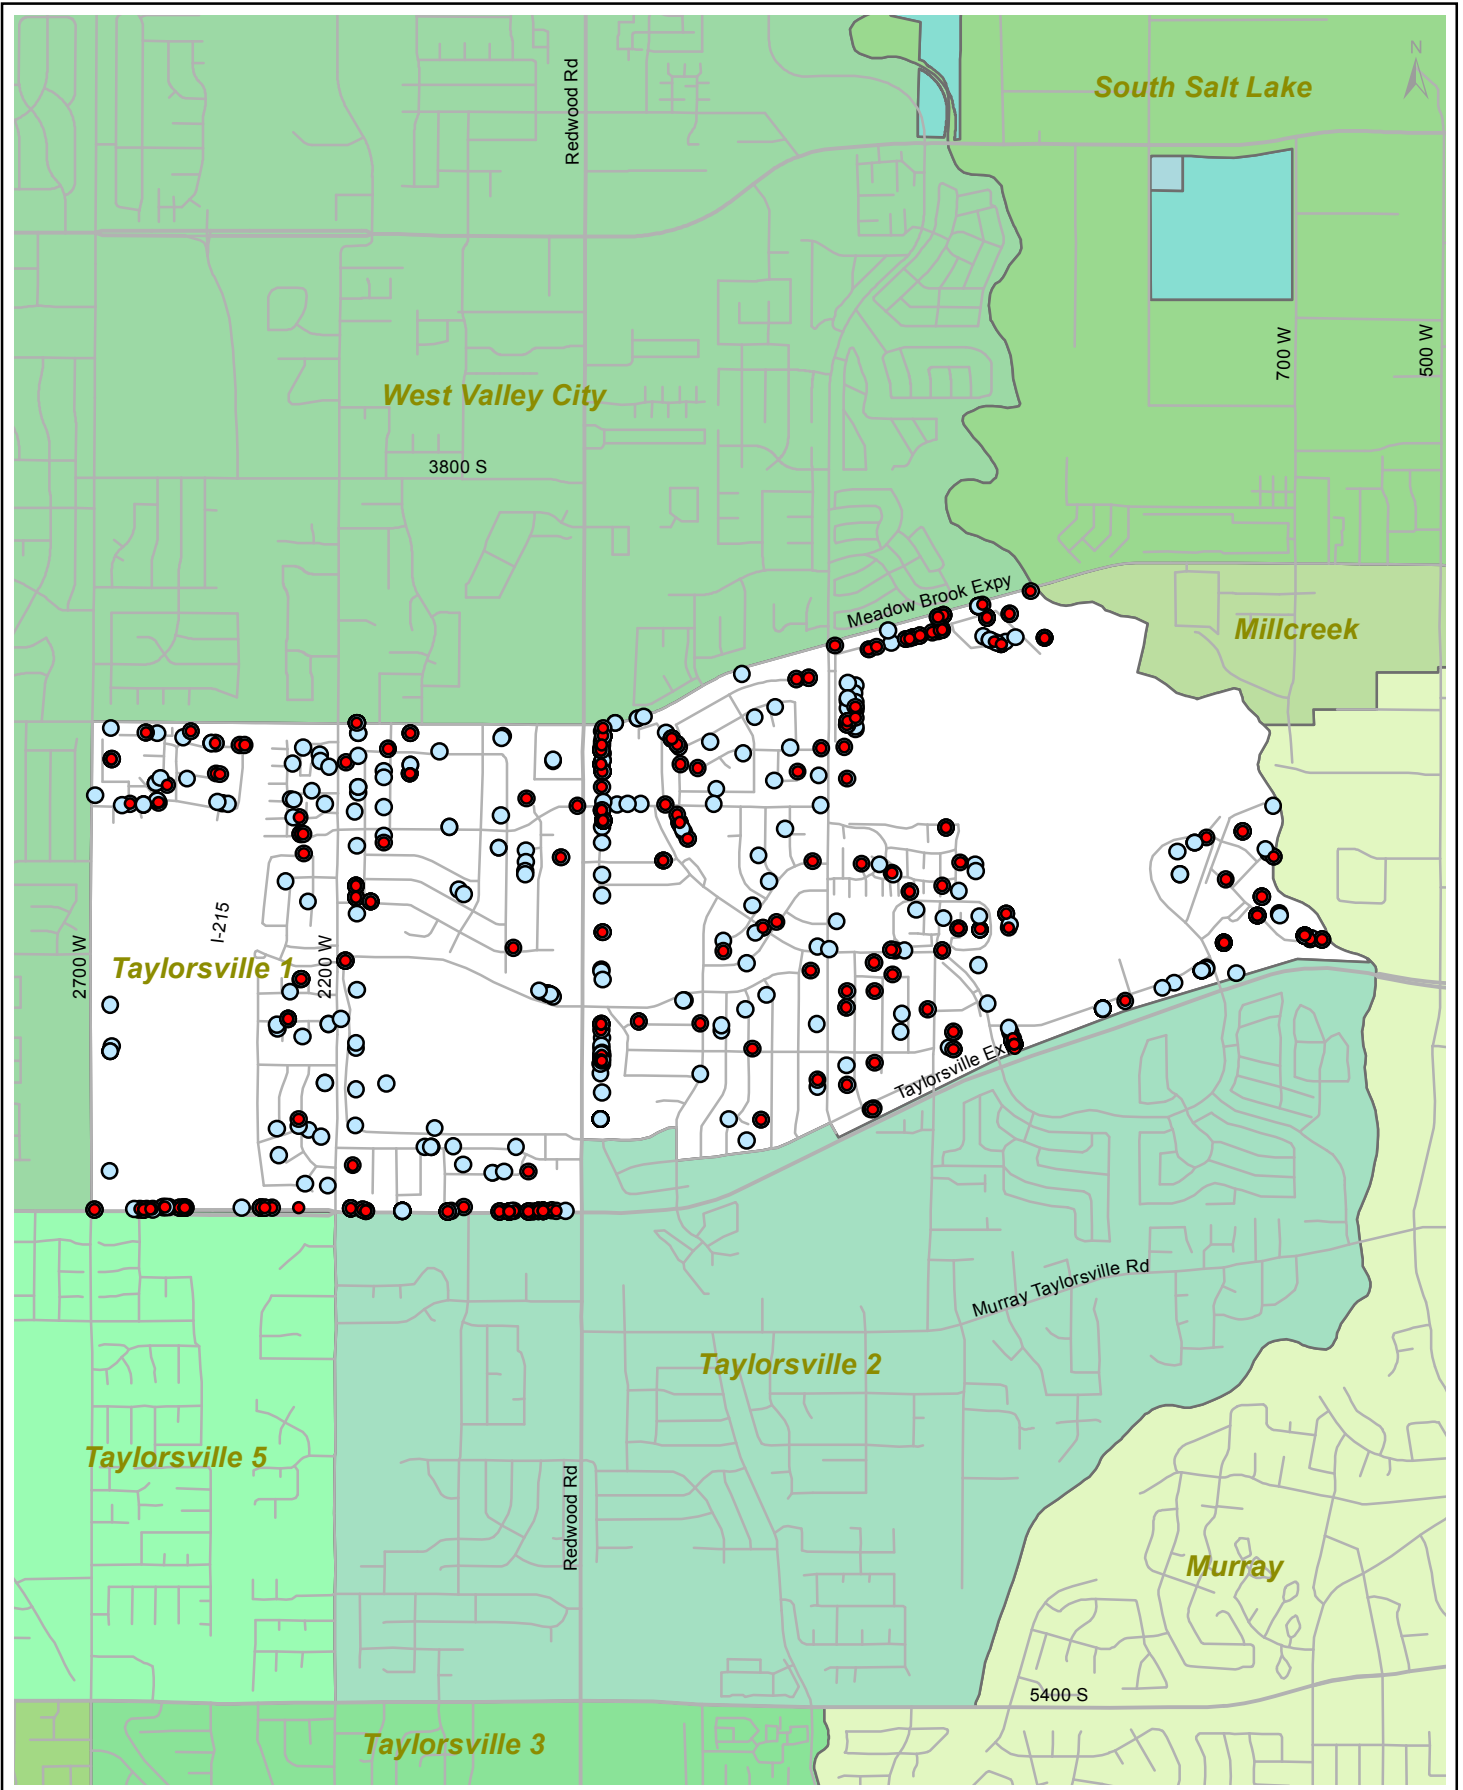 N
South Salt Lake
Redwood Rd
700 W
500 W
West Valley City
3800 S
Meadow Brook Expy
Millcreek
I-215
2700 W
2200 W
Taylorsville 1
Taylorsville Ex
Murray Taylorsville Rd
Taylorsville 2
Taylorsville 5
Redwood Rd
Murray
5400 S
Taylorsville 3